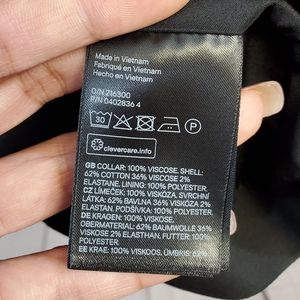 Made in Vietnam
Fabriqué en Vietnam
Hecho en Vietnam
O/N 216300
P/N 0402836 4
30
P
clevercare.info
GB COLLAR: 100% VISCOSE. SHELL:
62% COTTON 36% VISCOSE 2%
ELASTANE. LINING: 100% POLYESTER.
CZ LÍMEČEK: 100% VISKÓZA. SVRCHNÍ
LÁTKA: 62% BAVLNA 36% VISKÓZA 2%
ELASTAN. PODŠÍVKA: 100% POLYESTER.
DE KRAGEN: 100% VISKOSE.
OBERMATERIAL: 62% BAUMWOLLE 36%
VISKOSE 2% ELASTAN. FUTTER: 100%
POLYESTER.
EE KRAE: 100% VISKOOS. ÜMBRIS: 62%